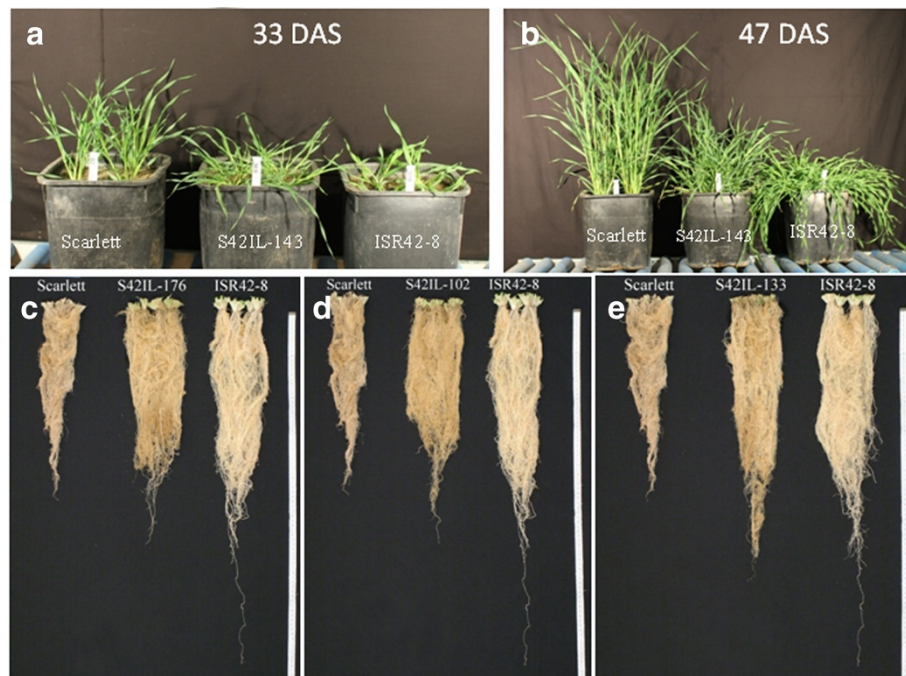 a
33 DAS
Scarlett
S42IL-143
ISR42-8
b
47 DAS
Scarlett
S42IL-143
ISR42-8
c
Scarlett
S42IL-176
ISR42-8
d
Scarlett
S42IL-102
ISR42-8
e
Scarlett
S42IL-133
ISR42-8